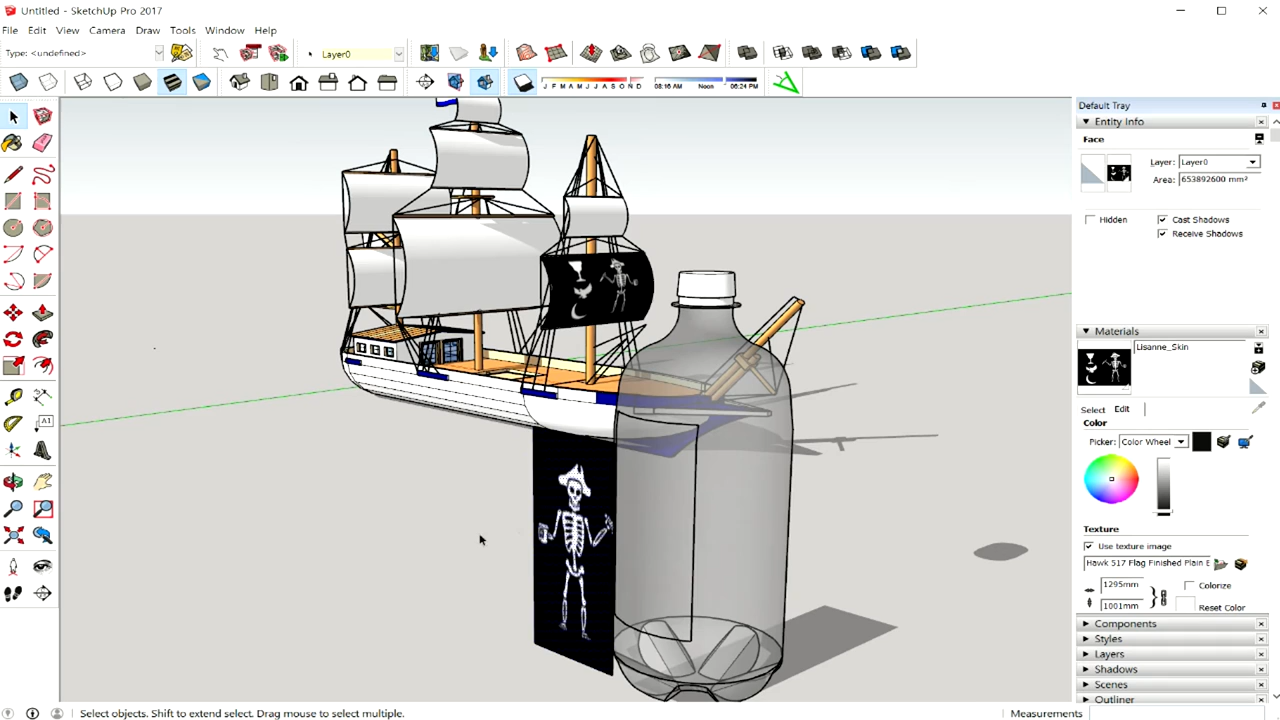 Untitled - SketchUp Pro 2017
File Edit View Camera Draw Tools Window Help
Type: <undefined>
Layer0
J F M A M J J A S O N D
08:16 AM Noon 06:24 PM
A1
Default Tray
Entity Info
Face
Layer: Layer0
Area: 653892600 mm²
Hidden
Cast Shadows
Receive Shadows
Materials
Lisanne_Skin
Select Edit
Color
Picker: Color Wheel
Texture
Use texture image
Hawk 517 Flag Finished Plain E
1295mm
Colorize
1001mm
Reset Color
Components
Styles
Layers
Shadows
Scenes
Outliner
Select objects. Shift to extend select. Drag mouse to select multiple.
Measurements